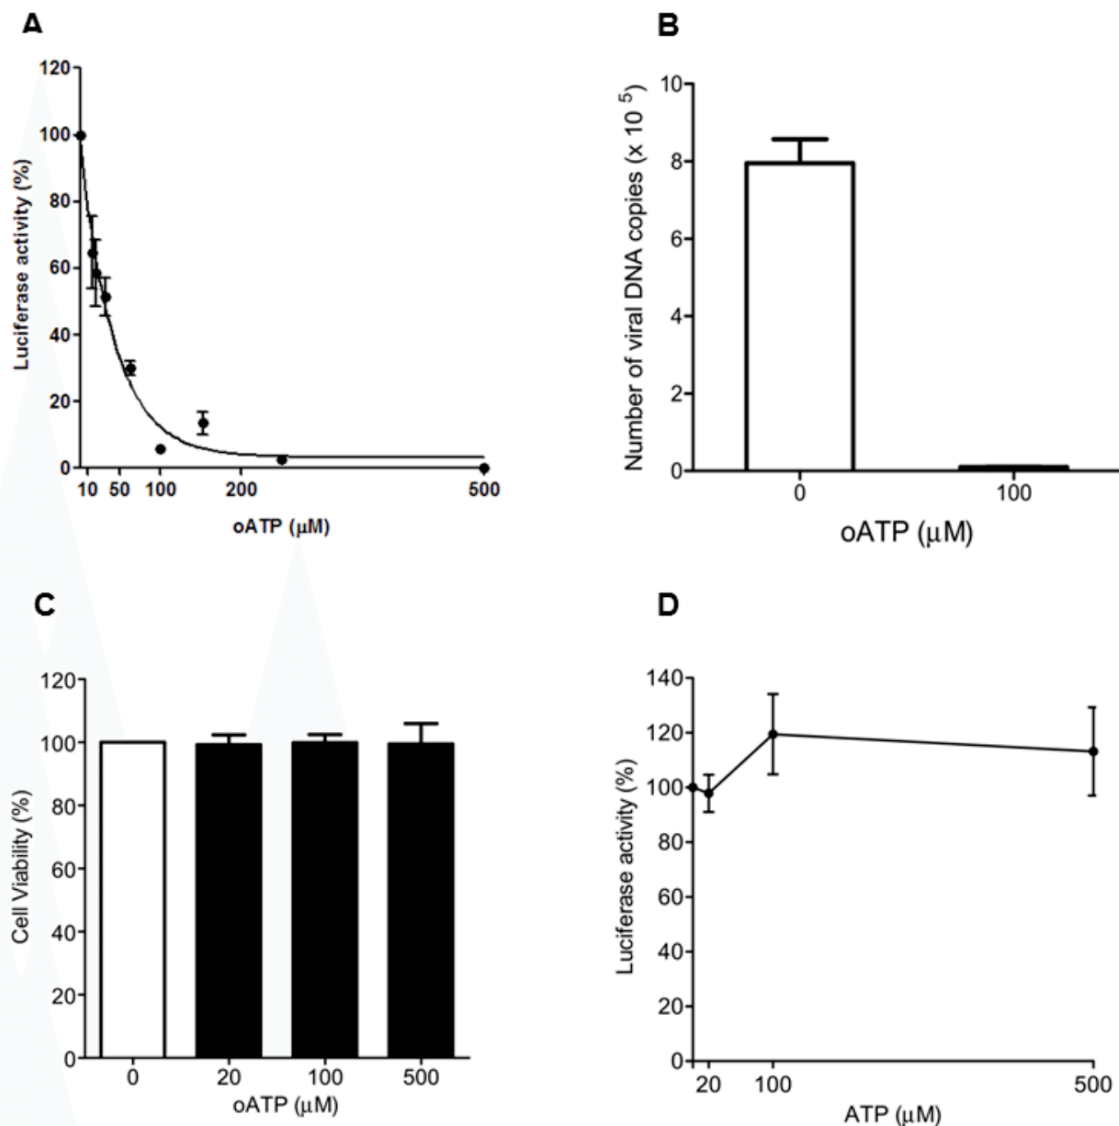 A
120
100
80
60
40
20
0
Luciferase activity (%)
10 50 100 200 500
oATP (μM)
B
10
8
6
4
2
0
Number of viral DNA copies (x 10 5)
0 100
oATP (μM)
C
120
100
80
60
40
20
0
Cell Viability (%)
0 20 100 500
oATP (μM)
D
140
120
100
80
60
40
20
0
Luciferase activity (%)
20 100 500
ATP (μM)